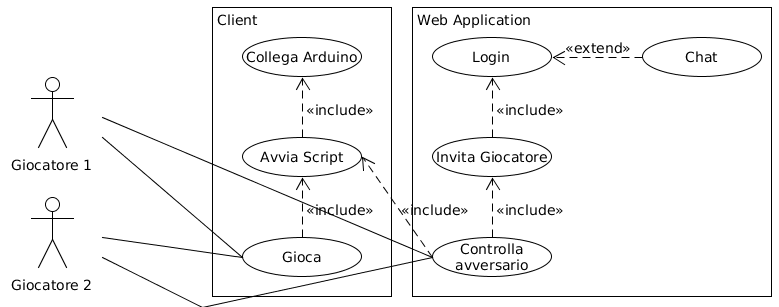 Client
Web Application
Collega Arduino
Login
«extend»
Chat
«include»
«include»
Giocatore 1
Avvia Script
Invita Giocatore
«include»
«include»
«include»
Giocatore 2
Gioca
Controlla
avversario